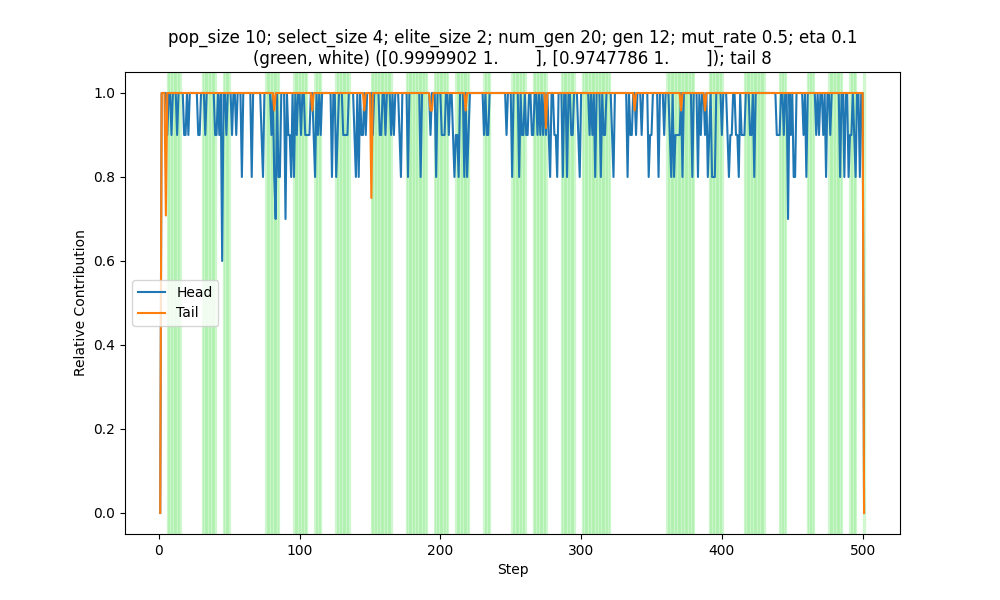 pop_size 10; select_size 4; elite_size 2; num_gen 20; gen 12; mut_rate 0.5; eta 0.1
(green, white) ([0.9999902 1.        ], [0.9747786 1.        ]); tail 8
1.0
0.8
0.6
0.4
0.2
0.0
Relative Contribution
Head
Tail
0 100 200 300 400 500
Step